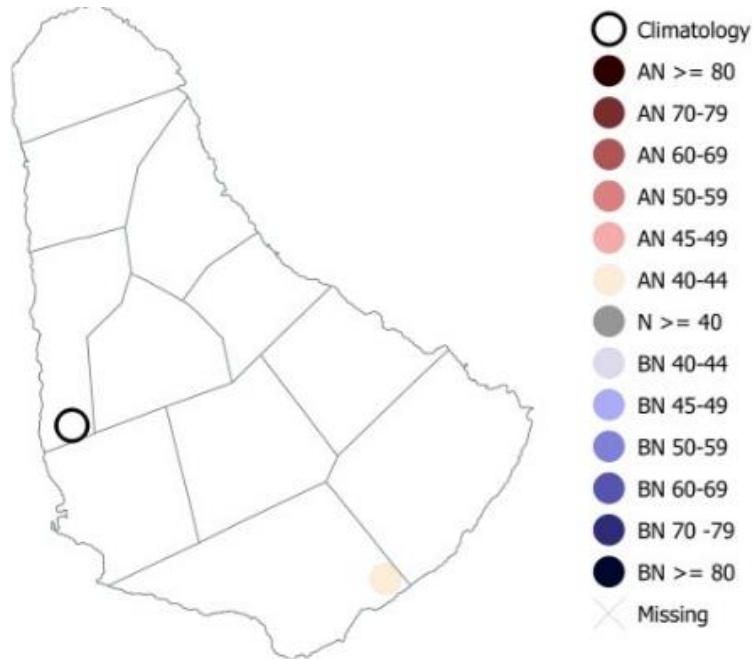 Climatology
AN >= 80
AN 70-79
AN 60-69
AN 50-59
AN 45-49
AN 40-44
N >= 40
BN 40-44
BN 45-49
BN 50-59
BN 60-69
BN 70 -79
BN >= 80
Missing